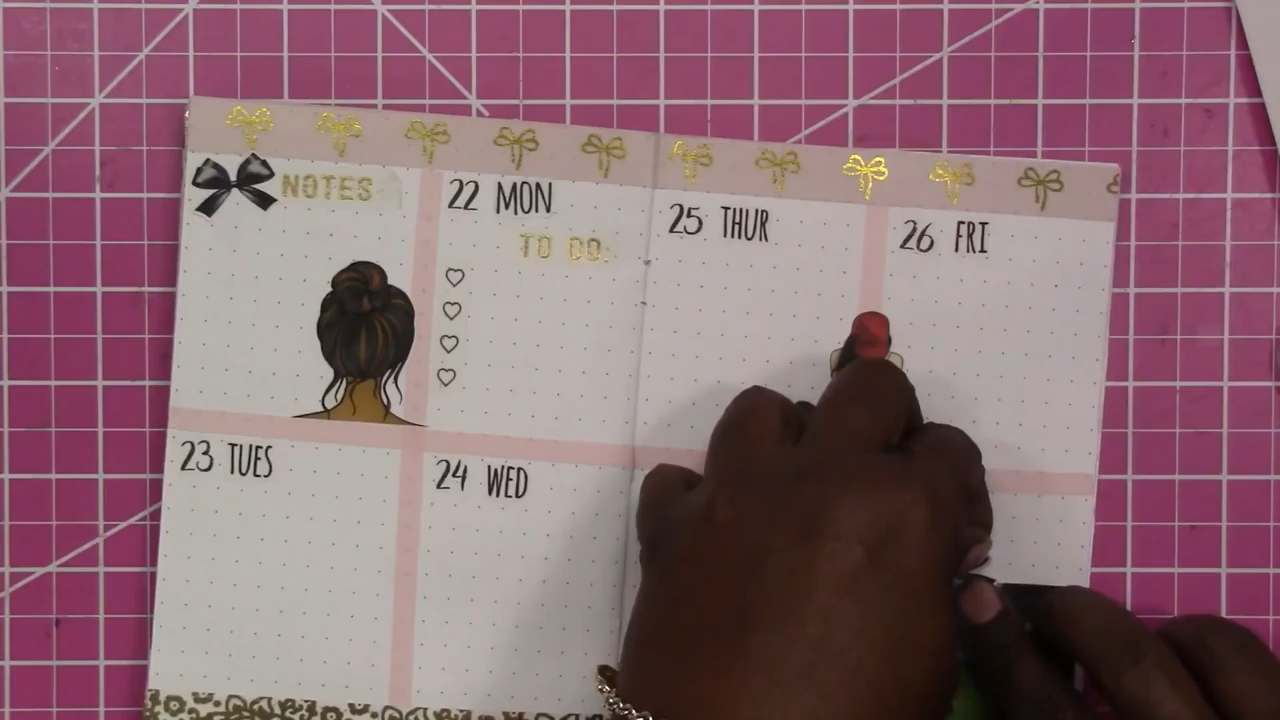 NOTES
22 MON
TO DO:
25 THUR
26 FRI
23 TUES
24 WED